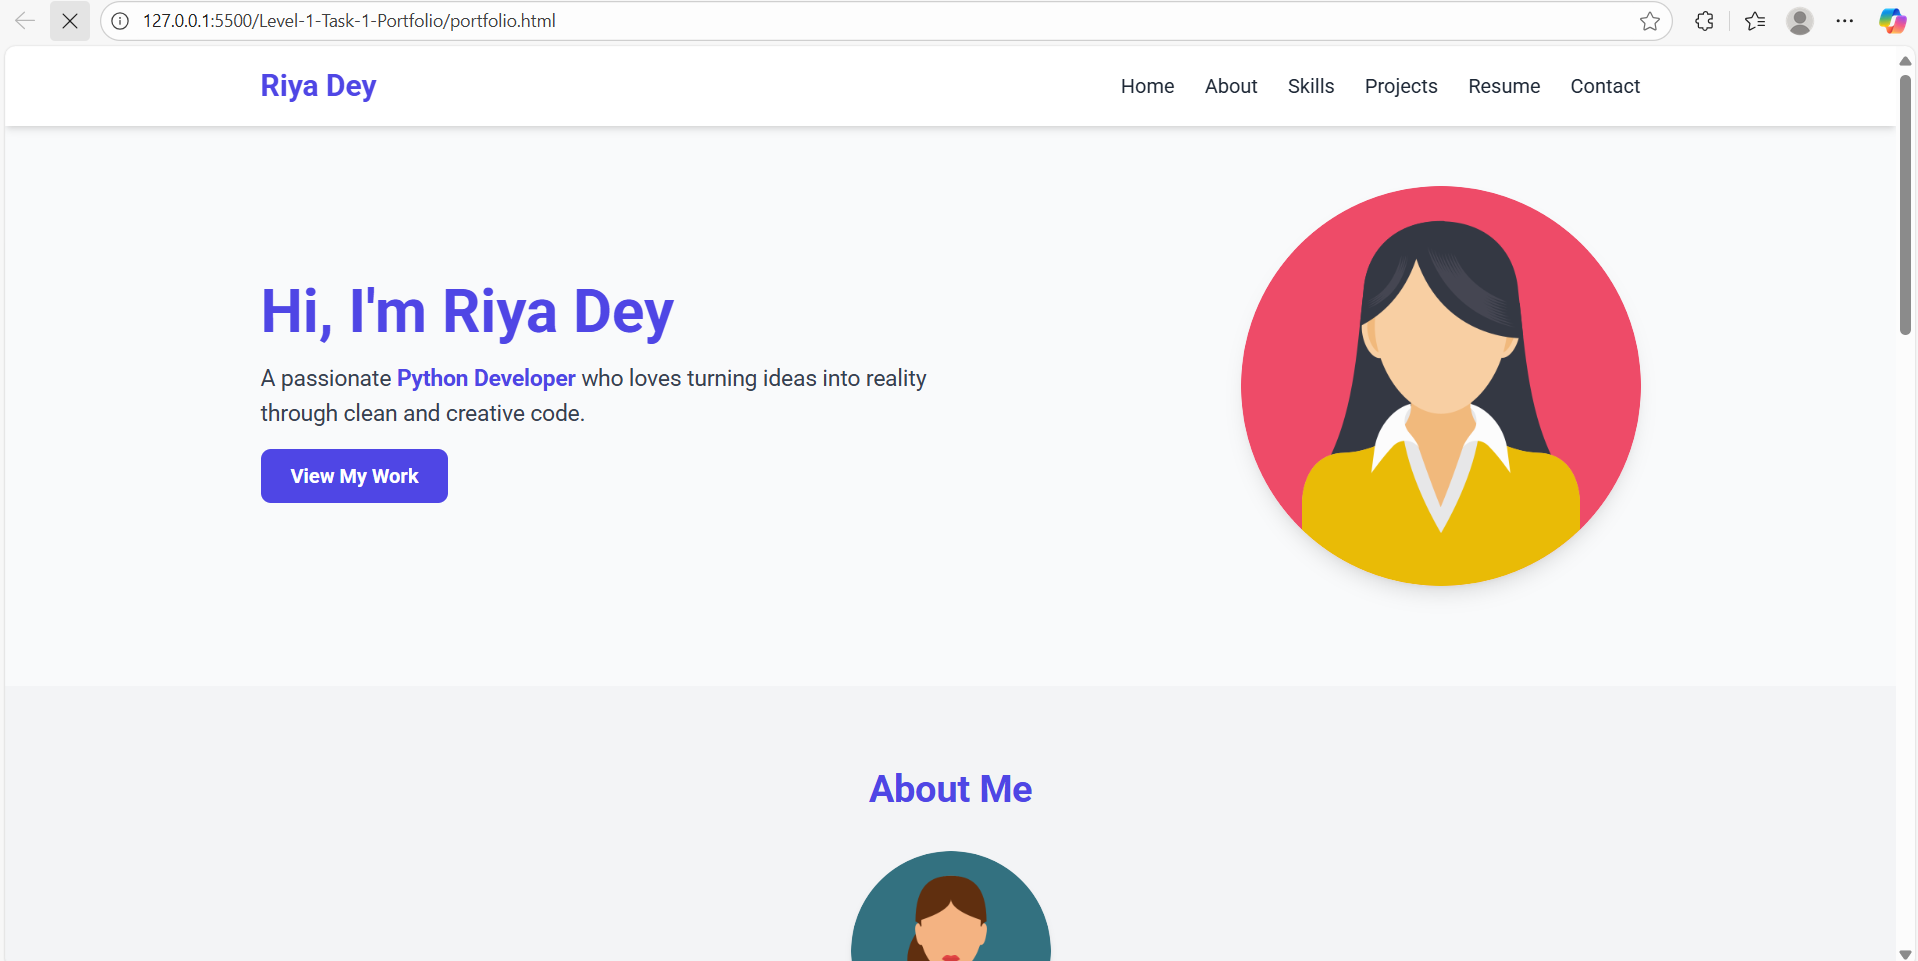 127.0.0.1:5500/Level-1-Task-1-Portfolio/portfolio.html
Riya Dey
Home About Skills Projects Resume Contact
Hi, I'm Riya Dey
A passionate Python Developer who loves turning ideas into reality
through clean and creative code.
View My Work
About Me